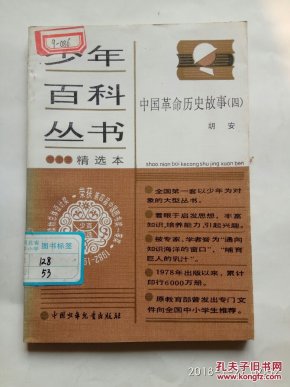 9-086
少年
百科
丛书
精选本
中国革命历史故事(四)
胡安
shao nian bai ke cong shu jing xuan ben
全国第一套以少年为对
象的大型丛书。
着眼于启发思想,丰富
知识,培养能力,引起兴趣。
被专家、学者誉为“通向
知识海洋的窗口”,“哺育
巨人的乳汁”。
1978年出版以来,累计
印行6000万册。
原教育部曾发出专门文
件向全国中小学生推荐。
图书标签
128
53
中国少年儿童出版社